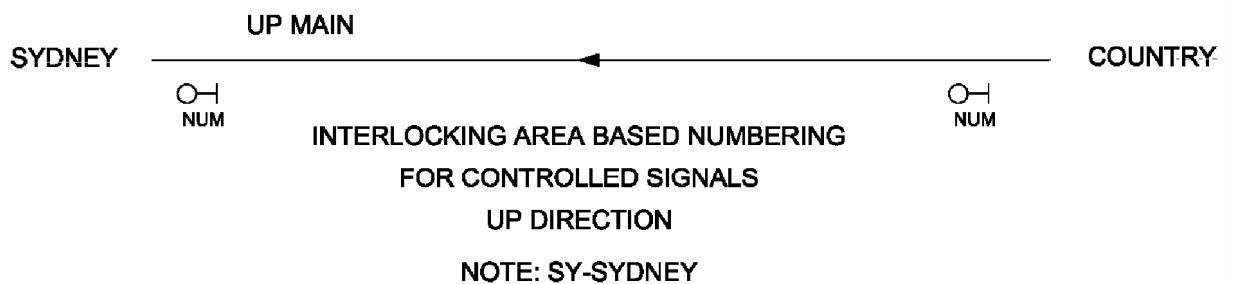 UP MAIN
SYDNEY
COUNTRY
NUM
NUM
INTERLOCKING AREA BASED NUMBERING
FOR CONTROLLED SIGNALS
UP DIRECTION
NOTE: SY-SYDNEY